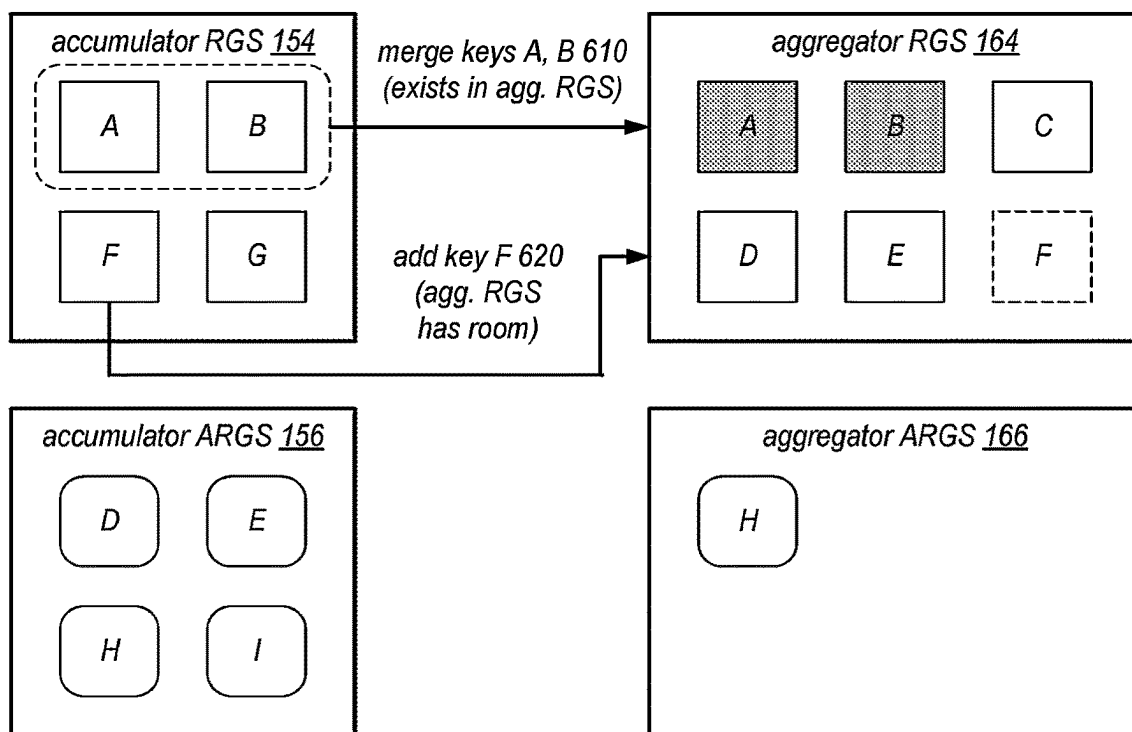 accumulator RGS 154
A B
F G
merge keys A, B 610
(exists in agg. RGS)
add key F 620
(agg. RGS
has room)
aggregator RGS 164
A B C
D E F
accumulator ARGS 156
D E
H I
aggregator ARGS 166
H